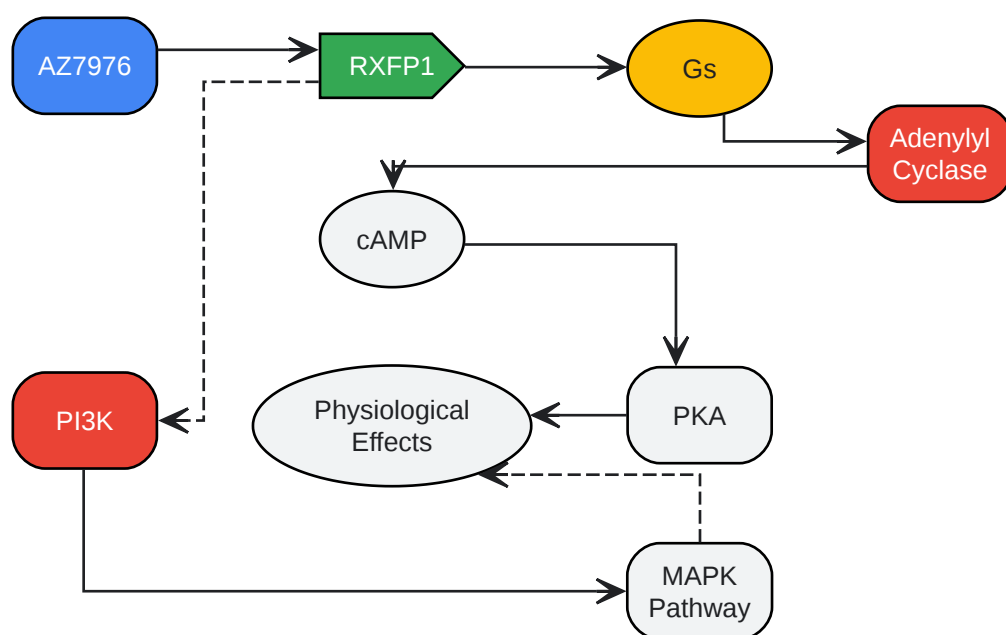 AZ7976
RXFP1
Gs
Adenylyl
Cyclase
cAMP
Physiological
Effects
PKA
PI3K
MAPK
Pathway